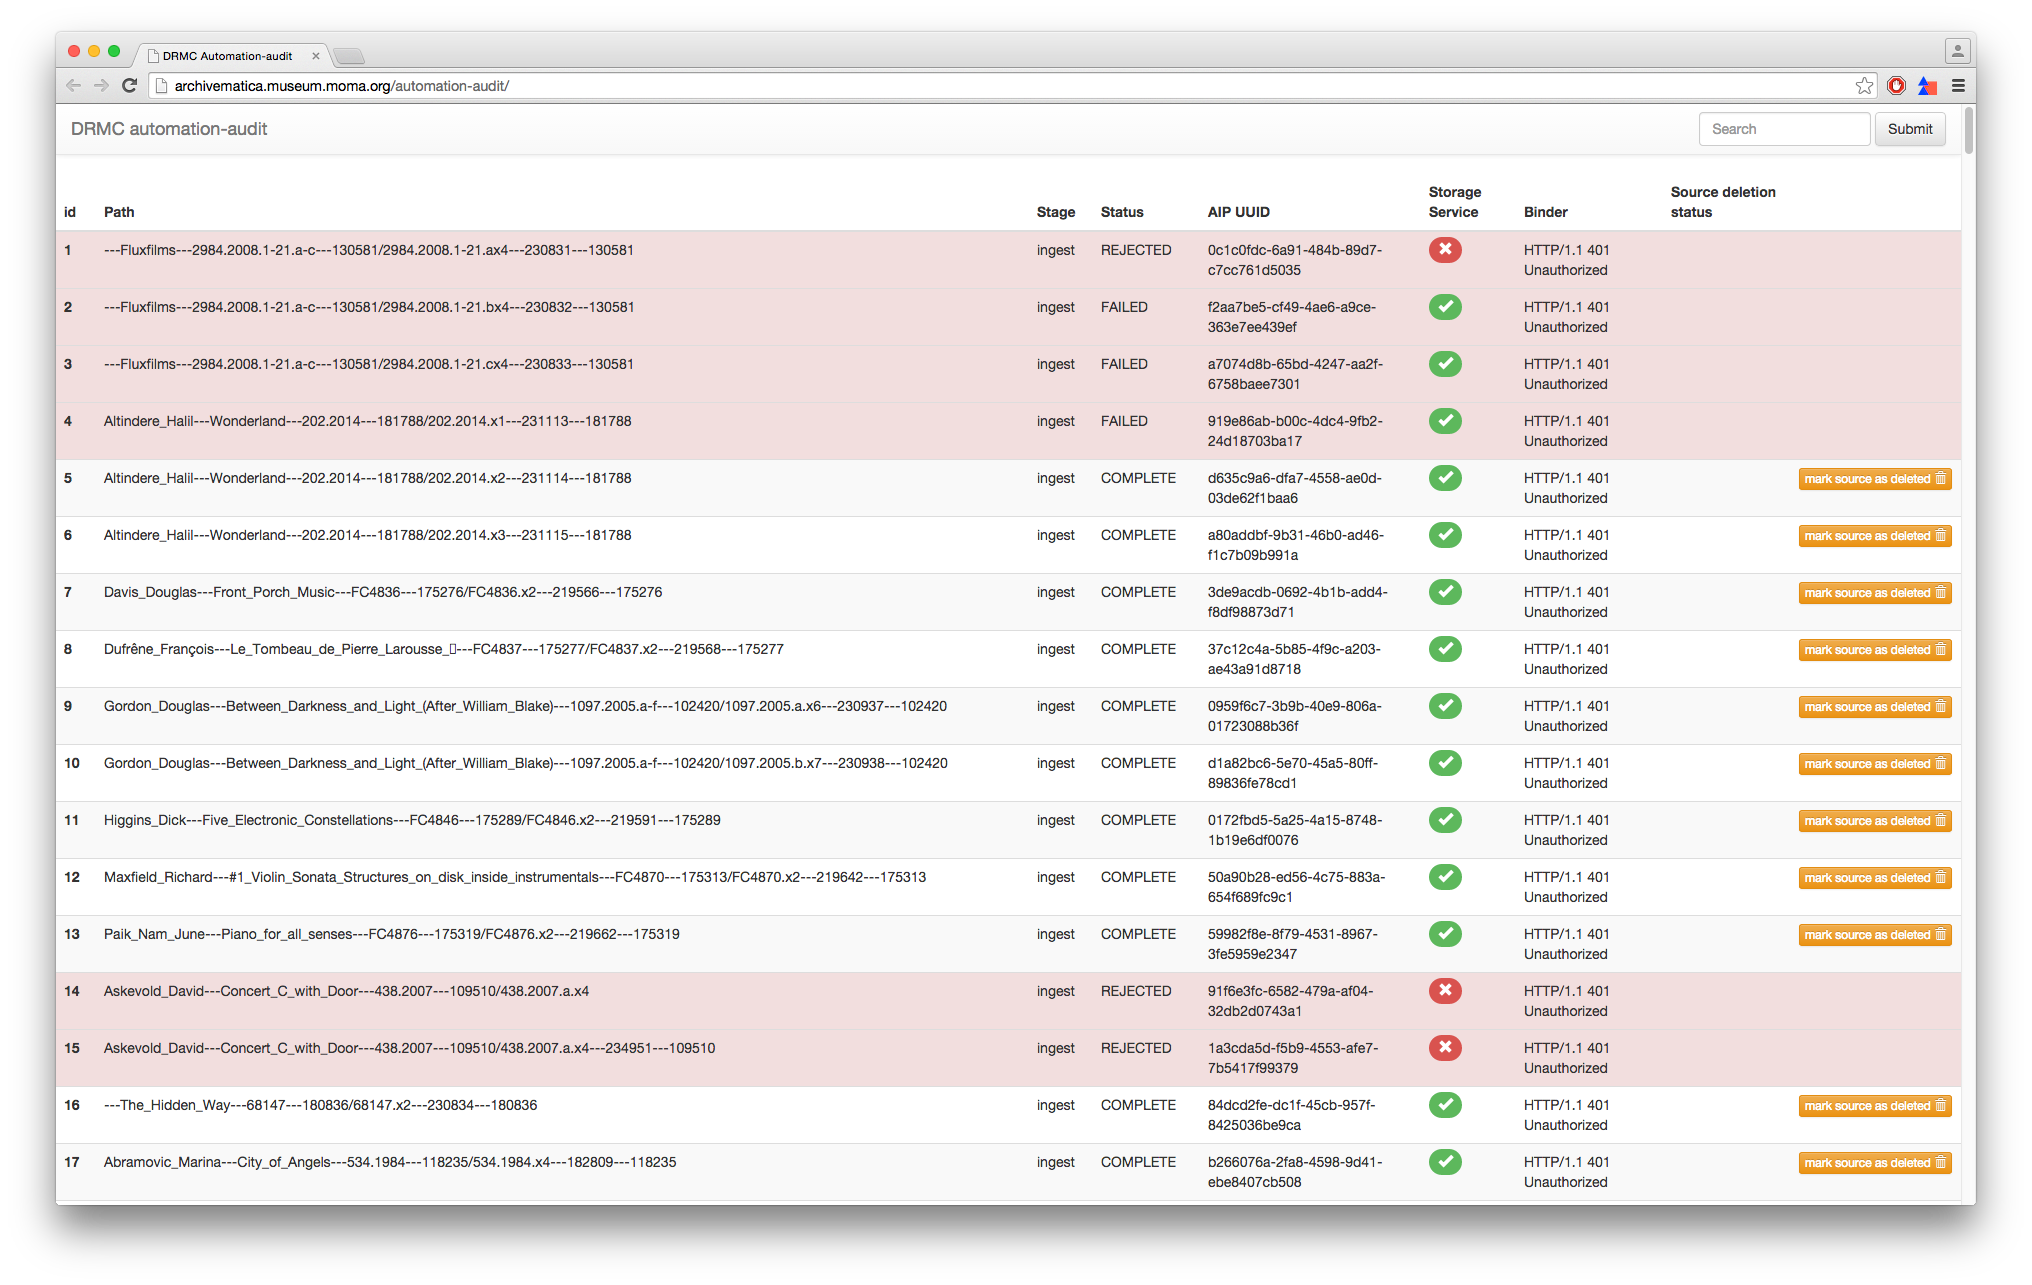 DRMC Automation-audit
archivematica.museum.moma.org/automation-audit/
DRMC automation-audit
Search
Submit
id Path Stage Status AIP UUID Storage Service Binder Source deletion status
1 ---Fluxfilms---2984.2008.1-21.a-c---130581/2984.2008.1-21.ax4---230831---130581 ingest REJECTED 0c1c0fdc-6a91-484b-89d7- HTTP/1.1 401
c7cc761d5035 Unauthorized
2 ---Fluxfilms---2984.2008.1-21.a-c---130581/2984.2008.1-21.bx4---230832---130581 ingest FAILED f2aa7be5-cf49-4ae6-a9ce- HTTP/1.1 401
363e7ee439ef Unauthorized
3 ---Fluxfilms---2984.2008.1-21.a-c---130581/2984.2008.1-21.cx4---230833---130581 ingest FAILED a7074d8b-65bd-4247-aa2f- HTTP/1.1 401
6758baee7301 Unauthorized
4 Altindere_Halil---Wonderland---202.2014---181788/202.2014.x1---231113---181788 ingest FAILED 919e86ab-b00c-4dc4-9fb2- HTTP/1.1 401
24d18703ba17 Unauthorized
5 Altindere_Halil---Wonderland---202.2014---181788/202.2014.x2---231114---181788 ingest COMPLETE d635c9a6-dfa7-4558-ae0d- HTTP/1.1 401 mark source as deleted
03de62f1baa6 Unauthorized
6 Altindere_Halil---Wonderland---202.2014---181788/202.2014.x3---231115---181788 ingest COMPLETE a80addbf-9b31-46b0-ad46- HTTP/1.1 401 mark source as deleted
f1c7b09b991a Unauthorized
7 Davis_Douglas---Front_Porch_Music---FC4836---175276/FC4836.x2---219566---175276 ingest COMPLETE 3de9acdb-0692-4b1b-add4- HTTP/1.1 401 mark source as deleted
f8df98873d71 Unauthorized
8 Dufrêne_François---Le_Tombeau_de_Pierre_Larousse_▯---FC4837---175277/FC4837.x2---219568---175277 ingest COMPLETE 37c12c4a-5b85-4f9c-a203- HTTP/1.1 401 mark source as deleted
ae43a91d8718 Unauthorized
9 Gordon_Douglas---Between_Darkness_and_Light_(After_William_Blake)---1097.2005.a-f---102420/1097.2005.a.x6---230937---102420 ingest COMPLETE 0959f6c7-3b9b-40e9-806a- HTTP/1.1 401 mark source as deleted
01723088b36f Unauthorized
10 Gordon_Douglas---Between_Darkness_and_Light_(After_William_Blake)---1097.2005.a-f---102420/1097.2005.b.x7---230938---102420 ingest COMPLETE d1a82bc6-5e70-45a5-80ff- HTTP/1.1 401 mark source as deleted
89836fe78cd1 Unauthorized
11 Higgins_Dick---Five_Electronic_Constellations---FC4846---175289/FC4846.x2---219591---175289 ingest COMPLETE 0172fbd5-5a25-4a15-8748- HTTP/1.1 401 mark source as deleted
1b19e6df0076 Unauthorized
12 Maxfield_Richard---#1_Violin_Sonata_Structures_on_disk_inside_instrumentals---FC4870---175313/FC4870.x2---219642---175313 ingest COMPLETE 50a90b28-ed56-4c75-883a- HTTP/1.1 401 mark source as deleted
654f689fc9c1 Unauthorized
13 Paik_Nam_June---Piano_for_all_senses---FC4876---175319/FC4876.x2---219662---175319 ingest COMPLETE 59982f8e-8f79-4531-8967- HTTP/1.1 401 mark source as deleted
3fe5959e2347 Unauthorized
14 Askevold_David---Concert_C_with_Door---438.2007---109510/438.2007.a.x4 ingest REJECTED 91f6e3fc-6582-479a-af04- HTTP/1.1 401
32db2d0743a1 Unauthorized
15 Askevold_David---Concert_C_with_Door---438.2007---109510/438.2007.a.x4---234951---109510 ingest REJECTED 1a3cda5d-f5b9-4553-afe7- HTTP/1.1 401
7b5417f99379 Unauthorized
16 ---The_Hidden_Way---68147---180836/68147.x2---230834---180836 ingest COMPLETE 84dcd2fe-dc1f-45cb-957f- HTTP/1.1 401 mark source as deleted
8425036be9ca Unauthorized
17 Abramovic_Marina---City_of_Angels---534.1984---118235/534.1984.x4---182809---118235 ingest COMPLETE b266076a-2fa8-4598-9d41- HTTP/1.1 401 mark source as deleted
ebe8407cb508 Unauthorized